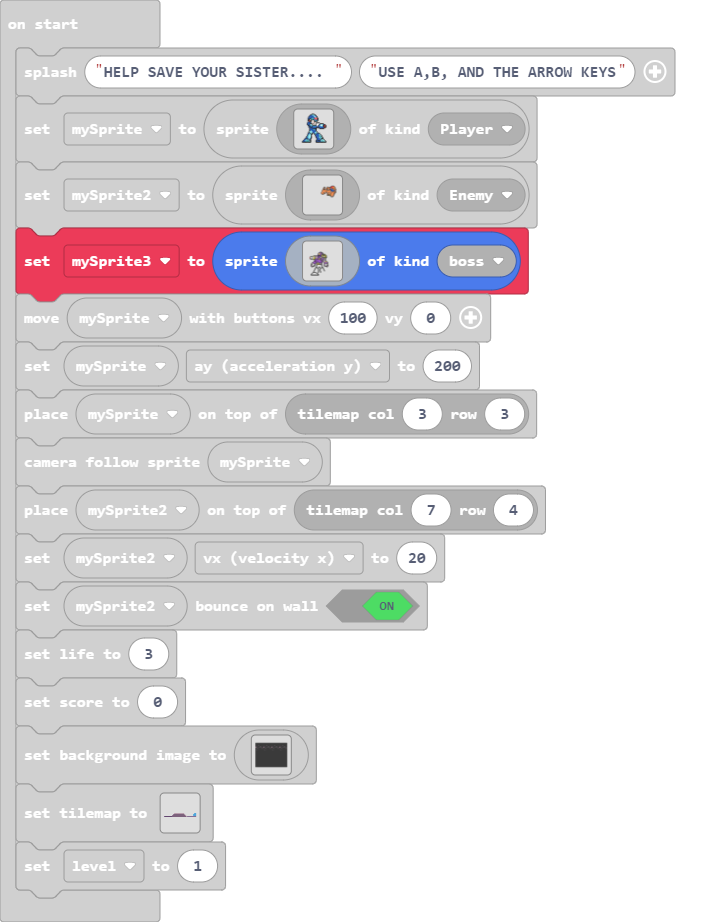 on start
splash "HELP SAVE YOUR SISTER.... " "USE A,B, AND THE ARROW KEYS"
set mySprite to sprite of kind Player
set mySprite2 to sprite of kind Enemy
set mySprite3 to sprite of kind boss
move mySprite with buttons vx 100 vy 0
set mySprite ay (acceleration y) to 200
place mySprite on top of tilemap col 3 row 3
camera follow sprite mySprite
place mySprite2 on top of tilemap col 7 row 4
set mySprite2 vx (velocity x) to 20
set mySprite2 bounce on wall ON
set life to 3
set score to 0
set background image to
set tilemap to
set level to 1